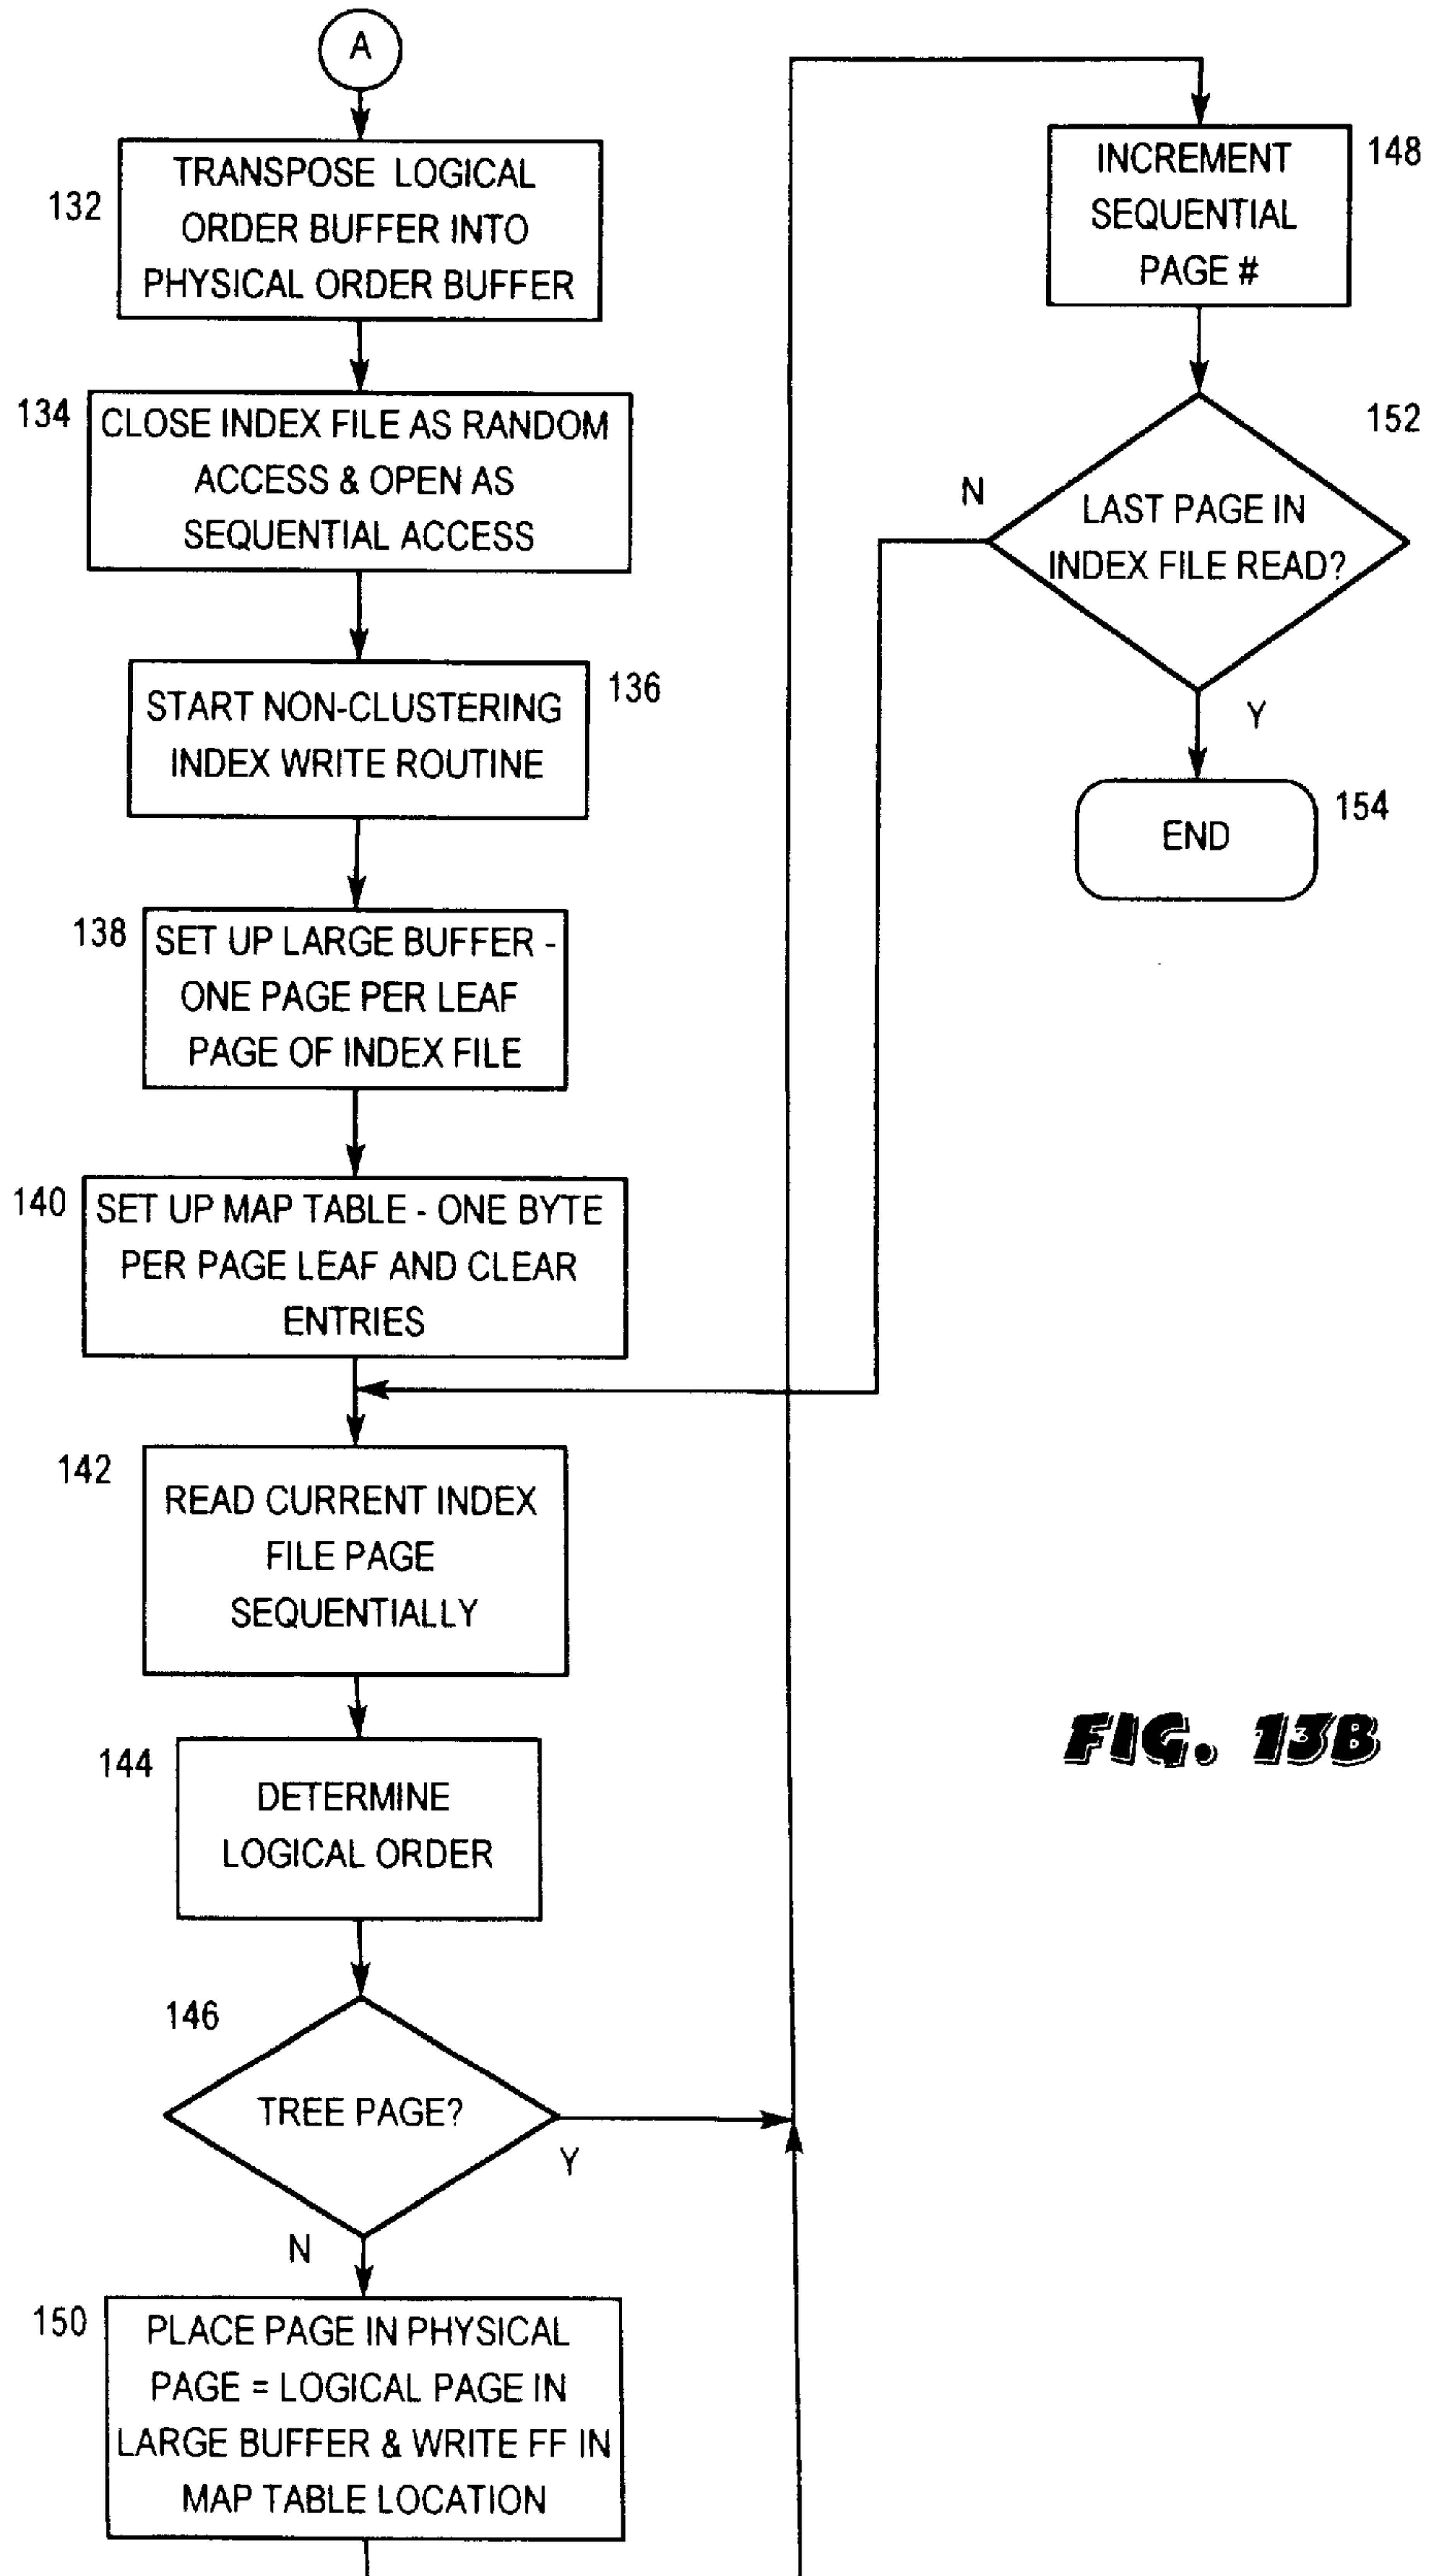 A
132
TRANSPOSE LOGICAL
ORDER BUFFER INTO
PHYSICAL ORDER BUFFER
134
CLOSE INDEX FILE AS RANDOM
ACCESS & OPEN AS
SEQUENTIAL ACCESS
136
START NON-CLUSTERING
INDEX WRITE ROUTINE
138
SET UP LARGE BUFFER -
ONE PAGE PER LEAF
PAGE OF INDEX FILE
140
SET UP MAP TABLE - ONE BYTE
PER PAGE LEAF AND CLEAR
ENTRIES
142
READ CURRENT INDEX
FILE PAGE
SEQUENTIALLY
144
DETERMINE
LOGICAL ORDER
146
TREE PAGE?
Y
N
150
PLACE PAGE IN PHYSICAL
PAGE = LOGICAL PAGE IN
LARGE BUFFER & WRITE FF IN
MAP TABLE LOCATION
148
INCREMENT
SEQUENTIAL
PAGE #
152
N
LAST PAGE IN
INDEX FILE READ?
Y
154
END
FIG. 13B